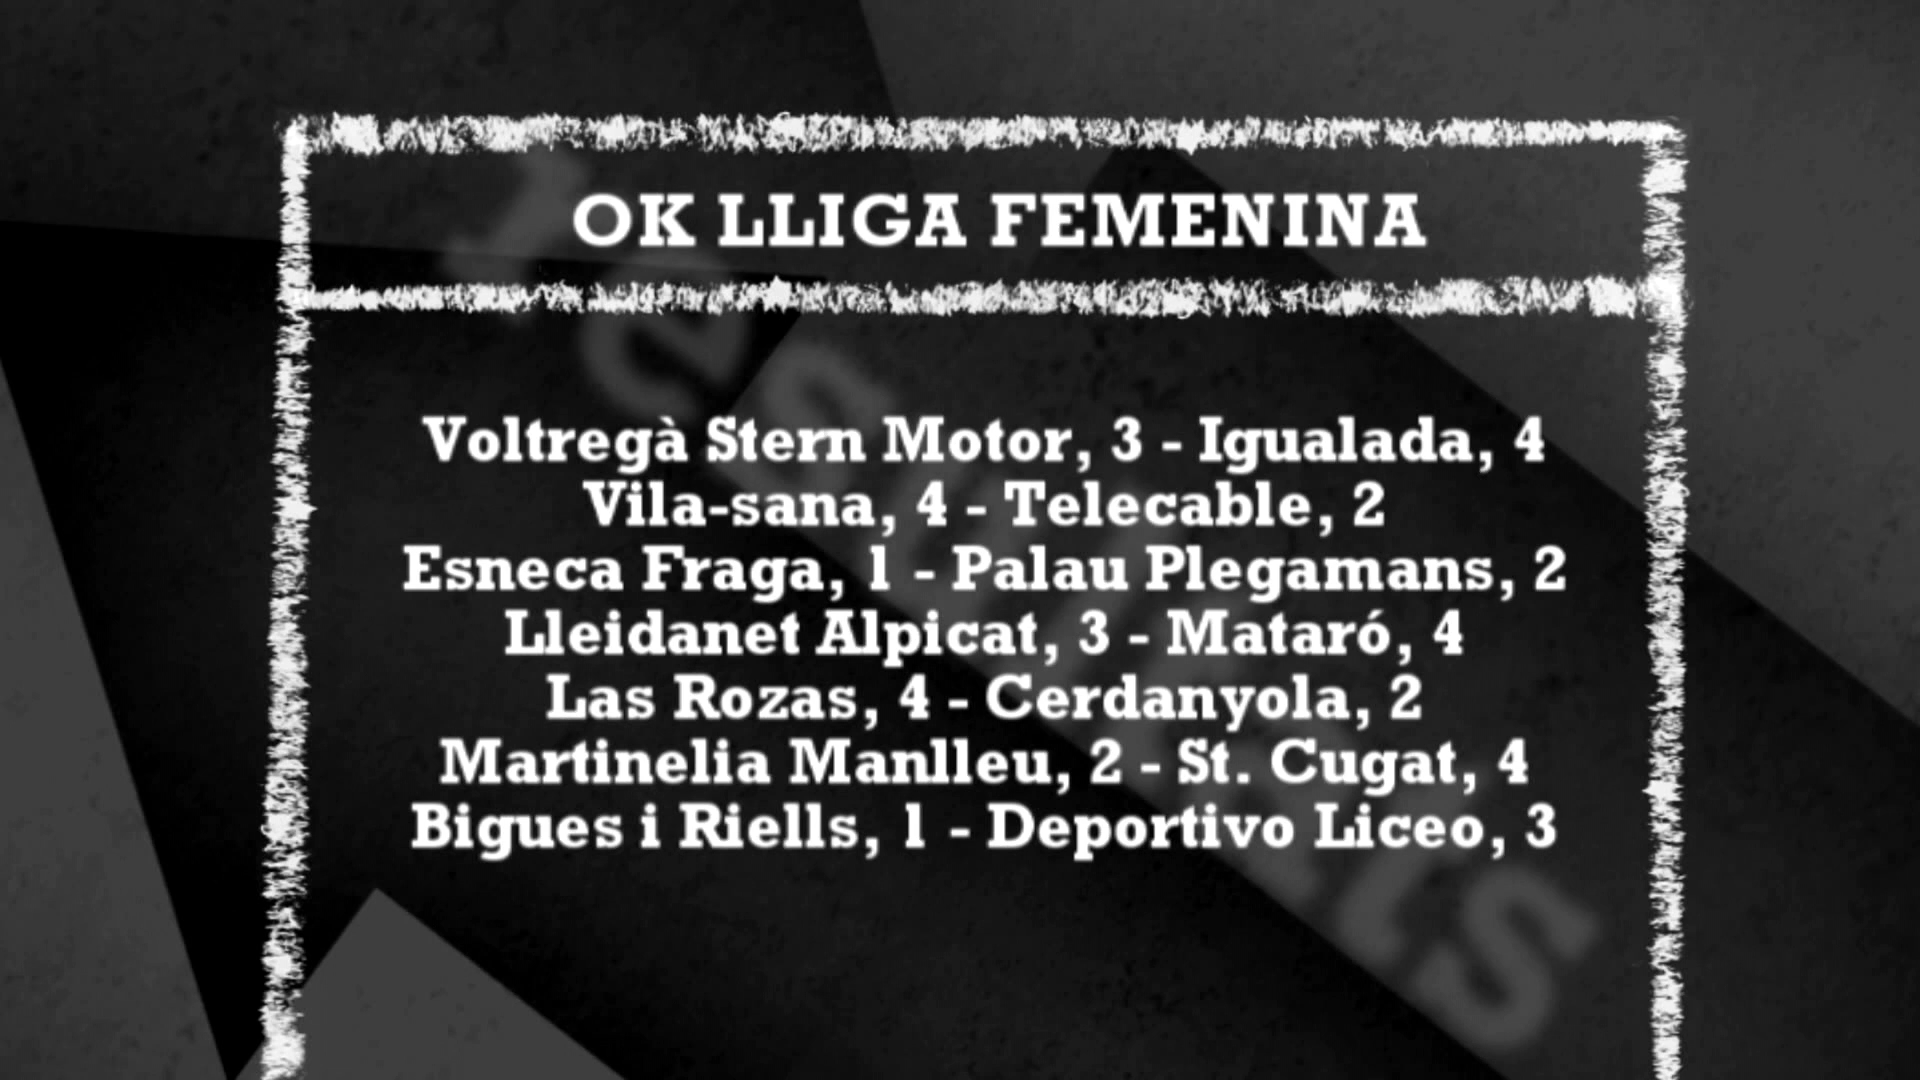 OK LLIGA FEMENINA
Voltregà Stern Motor, 3 - Igualada, 4
Vila-sana, 4 - Telecable, 2
Esneca Fraga, 1 - Palau Plegamans, 2
Lleidanet Alpicat, 3 - Mataró, 4
Las Rozas, 4 - Cerdanyola, 2
Martinelia Manlleu, 2 - St. Cugat, 4
Bigues i Riells, 1 - Deportivo Liceo, 3